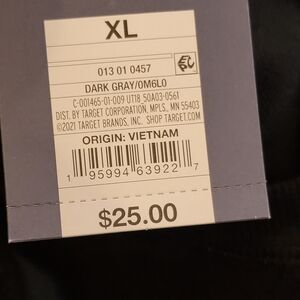 XL
013 01 0457
DARK GRAY/0M6L0
C-001465-01-009 UT18 50A03-0561
DIST. BY TARGET CORPORATION, MPLS., MN 55403
©2021 TARGET BRANDS, INC. SHOP TARGET.COM
ORIGIN: VIETNAM
1 95994 63922 7
$25.00